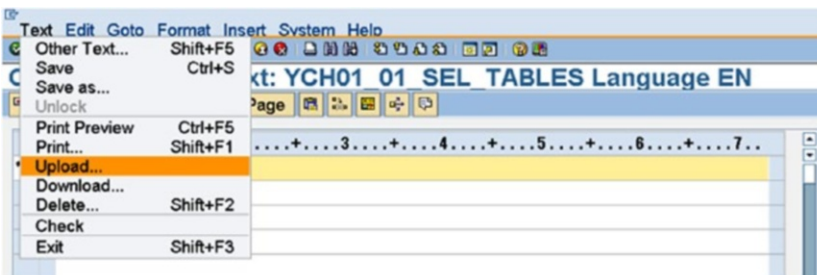 Text Edit Goto Format Insert System Help
Other Text... Shift+F5
Save Ctrl+S
Save as...
Unlock
Print Preview Ctrl+F5
Print... Shift+F1
Upload...
Download...
Delete... Shift+F2
Check
Exit Shift+F3
xt: YCH01_01_SEL_TABLES Language EN
Page
....+....3....+....4....+....5....+....6....+....7..